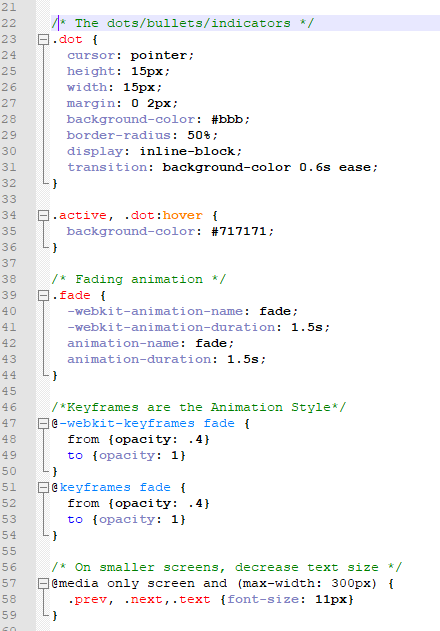 21
22 /* The dots/bullets/indicators */
23 .dot {
24 cursor: pointer;
25 height: 15px;
26 width: 15px;
27 margin: 0 2px;
28 background-color: #bbb;
29 border-radius: 50%;
30 display: inline-block;
31 transition: background-color 0.6s ease;
32 }
33
34 .active, .dot:hover {
35 background-color: #717171;
36 }
37
38 /* Fading animation */
39 .fade {
40 -webkit-animation-name: fade;
41 -webkit-animation-duration: 1.5s;
42 animation-name: fade;
43 animation-duration: 1.5s;
44 }
45
46 /*Keyframes are the Animation Style*/
47 @-webkit-keyframes fade {
48 from {opacity: .4}
49 to {opacity: 1}
50 }
51 @keyframes fade {
52 from {opacity: .4}
53 to {opacity: 1}
54 }
55
56 /* On smaller screens, decrease text size */
57 @media only screen and (max-width: 300px) {
58 .prev, .next,.text {font-size: 11px}
59 }